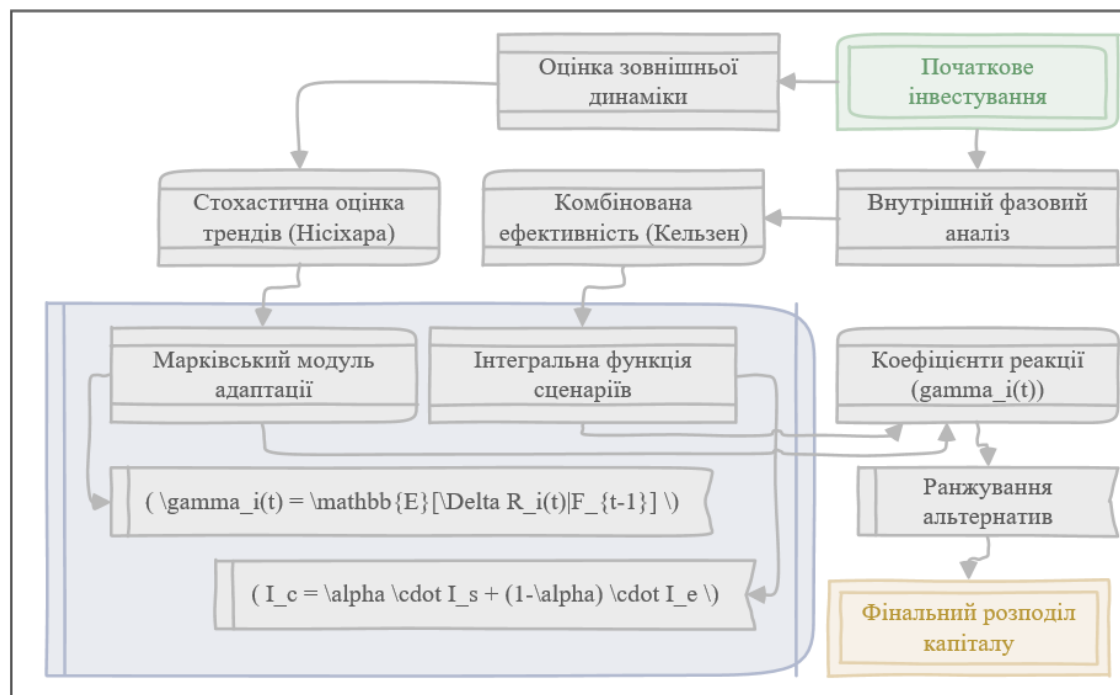 Оцінка зовнішньої
динаміки
Початкове
інвестування
Стохастична оцінка
трендів (Нісіхара)
Комбінована
ефективність (Кельзен)
Внутрішній фазовий
аналіз
Марківський модуль
адаптації
Інтегральна функція
сценаріїв
Коефіцієнти реакції
(gamma_i(t))
( \gamma_i(t) = \mathbb{E}[\Delta R_i(t)|F_{t-1}] \)
Ранжування
альтернатив
( I_c = \alpha \cdot I_s + (1-\alpha) \cdot I_e \)
Фінальний розподіл
капіталу